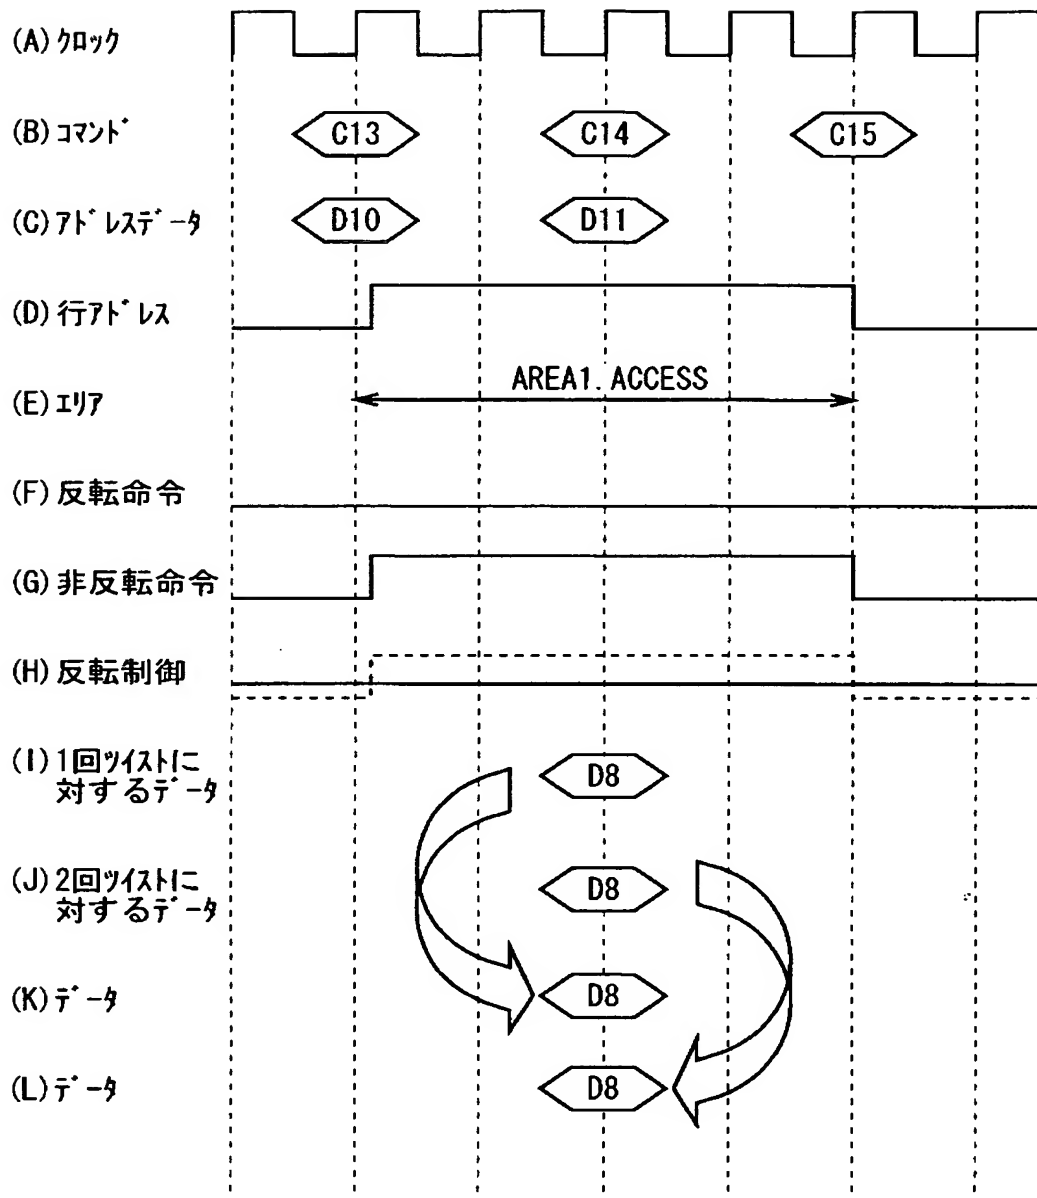 (A) ｸﾛｯｸ
(B) ｺﾏﾝﾄﾞ
C13
C14
C15
(C) ｱﾄﾞﾚｽﾃﾞｰﾀ
D10
D11
(D) 行ｱﾄﾞﾚｽ
(E) ｴﾘｱ
AREA1. ACCESS
(F) 反転命令
(G) 非反転命令
(H) 反転制御
(I) 1回ﾂｲｽﾄに
対するﾃﾞｰﾀ
D8
(J) 2回ﾂｲｽﾄに
対するﾃﾞｰﾀ
D8
(K) ﾃﾞｰﾀ
D8
(L) ﾃﾞｰﾀ
D8